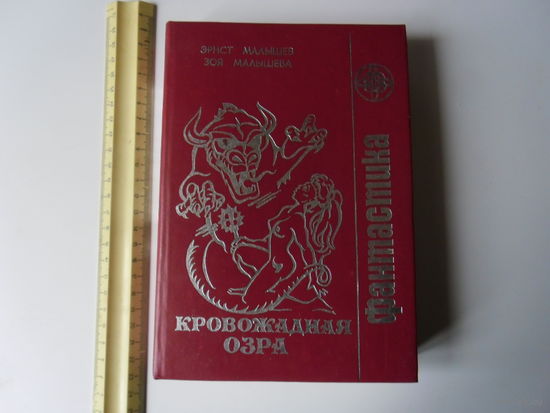 ЭРНСТ МАЛЫШЕВ
ЗОЯ МАЛЫШЕВА
фантастика
КРОВОЖАДНАЯ
ОЗРА